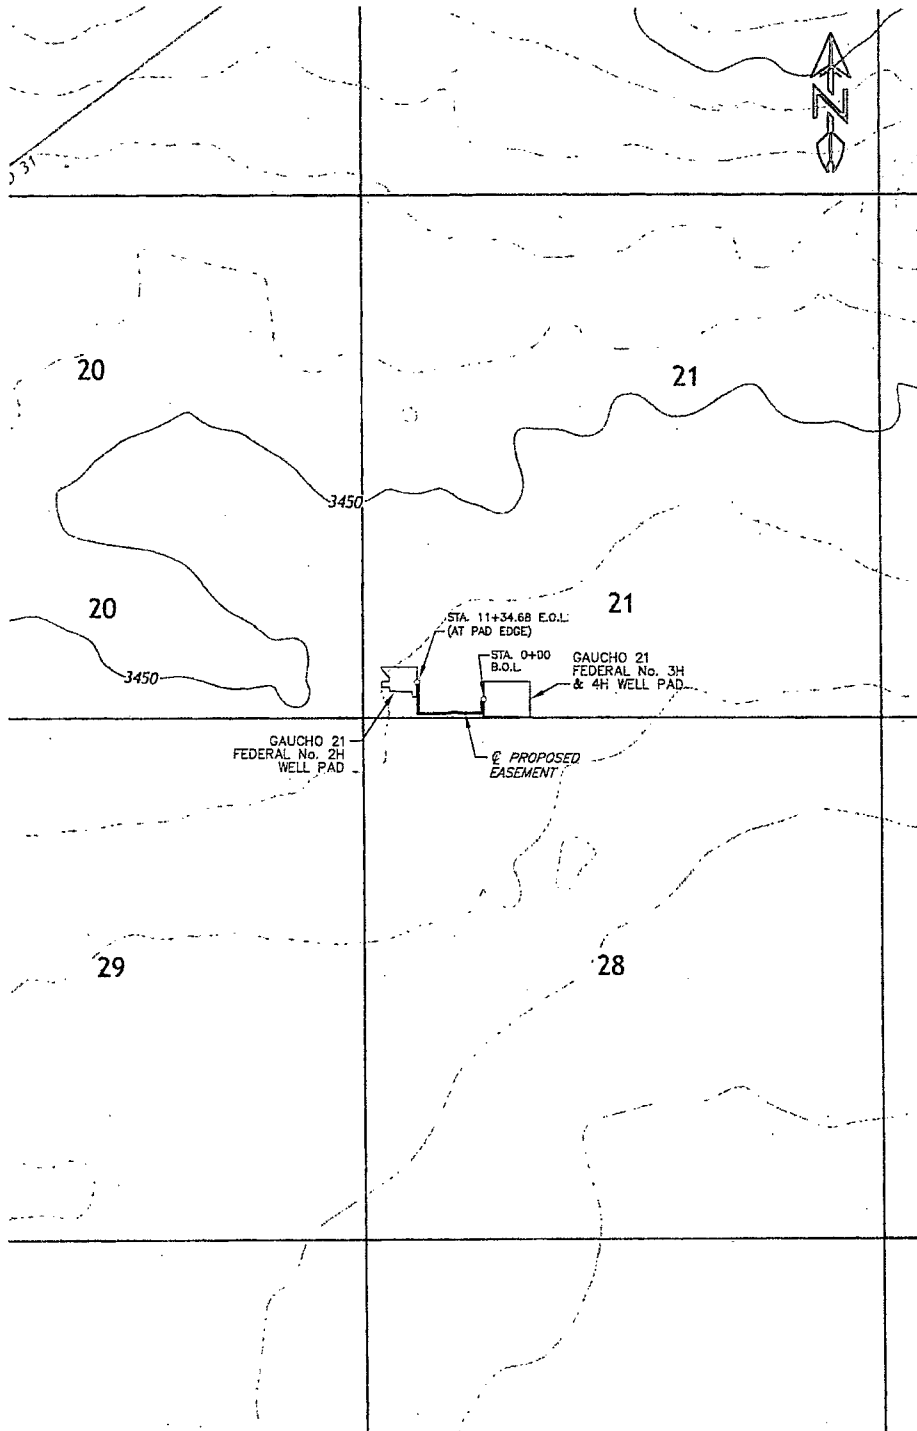 31
N
20
21
3450
20
21
STA. 11+34.68 E.O.L.
(AT PAD EDGE)
STA. 0+00
B.O.L.
GAUCHO 21
FEDERAL No. 3H
& 4H WELL PAD
3450
GAUCHO 21
FEDERAL No. 2H
WELL PAD
℄ PROPOSED
EASEMENT
29
28